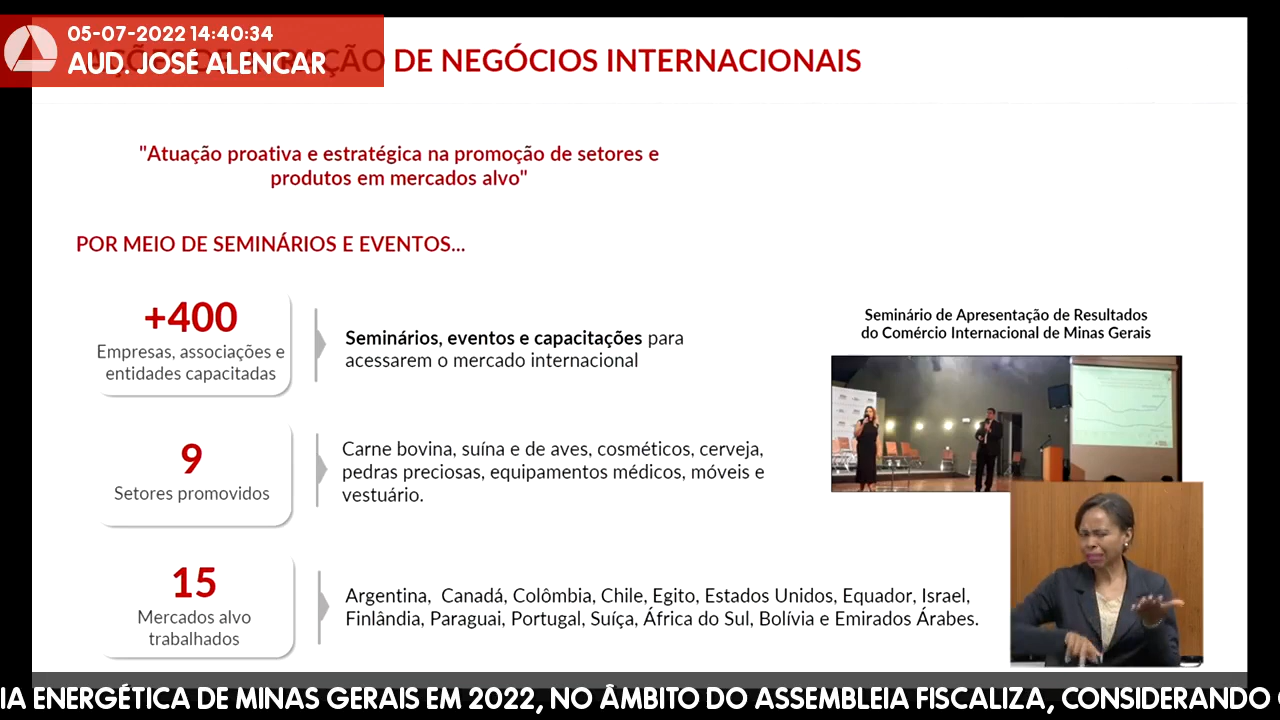 05-07-2022 14:40:34
AUD. JOSÉ ALENCAR
AÇÕES DE ATRAÇÃO DE NEGÓCIOS INTERNACIONAIS
"Atuação proativa e estratégica na promoção de setores e
produtos em mercados alvo"
POR MEIO DE SEMINÁRIOS E EVENTOS...
+400
Empresas, associações e
entidades capacitadas
Seminários, eventos e capacitações para
acessarem o mercado internacional
Seminário de Apresentação de Resultados
do Comércio Internacional de Minas Gerais
9
Setores promovidos
Carne bovina, suína e de aves, cosméticos, cerveja,
pedras preciosas, equipamentos médicos, móveis e
vestuário.
15
Mercados alvo
trabalhados
Argentina, Canadá, Colômbia, Chile, Egito, Estados Unidos, Equador, Israel,
Finlândia, Paraguai, Portugal, Suíça, África do Sul, Bolívia e Emirados Árabes.
IA ENERGÉTICA DE MINAS GERAIS EM 2022, NO ÂMBITO DO ASSEMBLEIA FISCALIZA, CONSIDERANDO